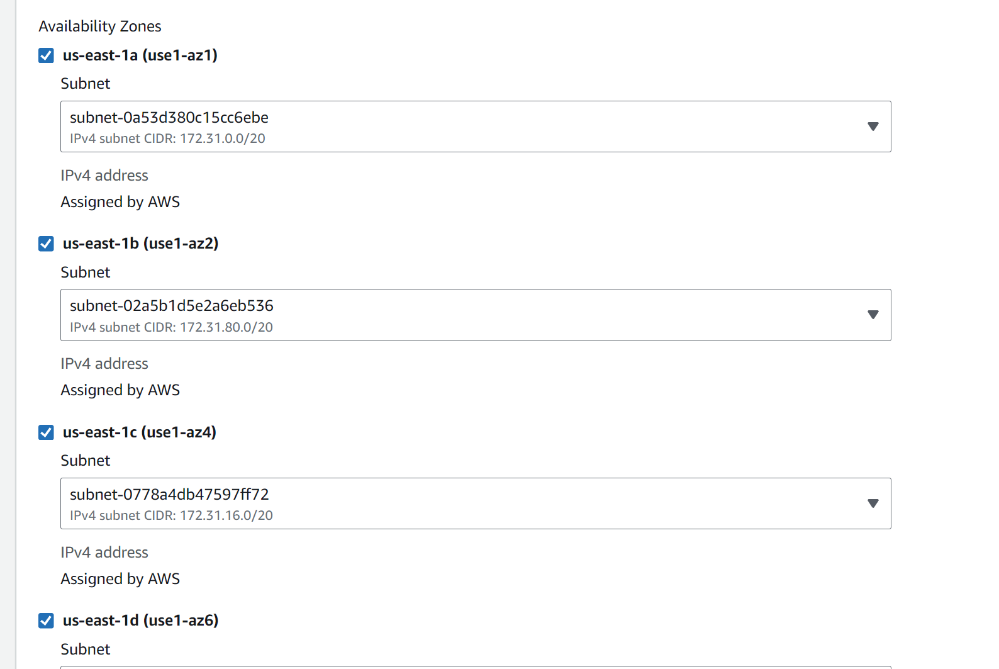 Availability Zones
us-east-1a (use1-az1)
Subnet
subnet-0a53d380c15cc6ebe
IPv4 subnet CIDR: 172.31.0.0/20
IPv4 address
Assigned by AWS
us-east-1b (use1-az2)
Subnet
subnet-02a5b1d5e2a6eb536
IPv4 subnet CIDR: 172.31.80.0/20
IPv4 address
Assigned by AWS
us-east-1c (use1-az4)
Subnet
subnet-0778a4db47597ff72
IPv4 subnet CIDR: 172.31.16.0/20
IPv4 address
Assigned by AWS
us-east-1d (use1-az6)
Subnet